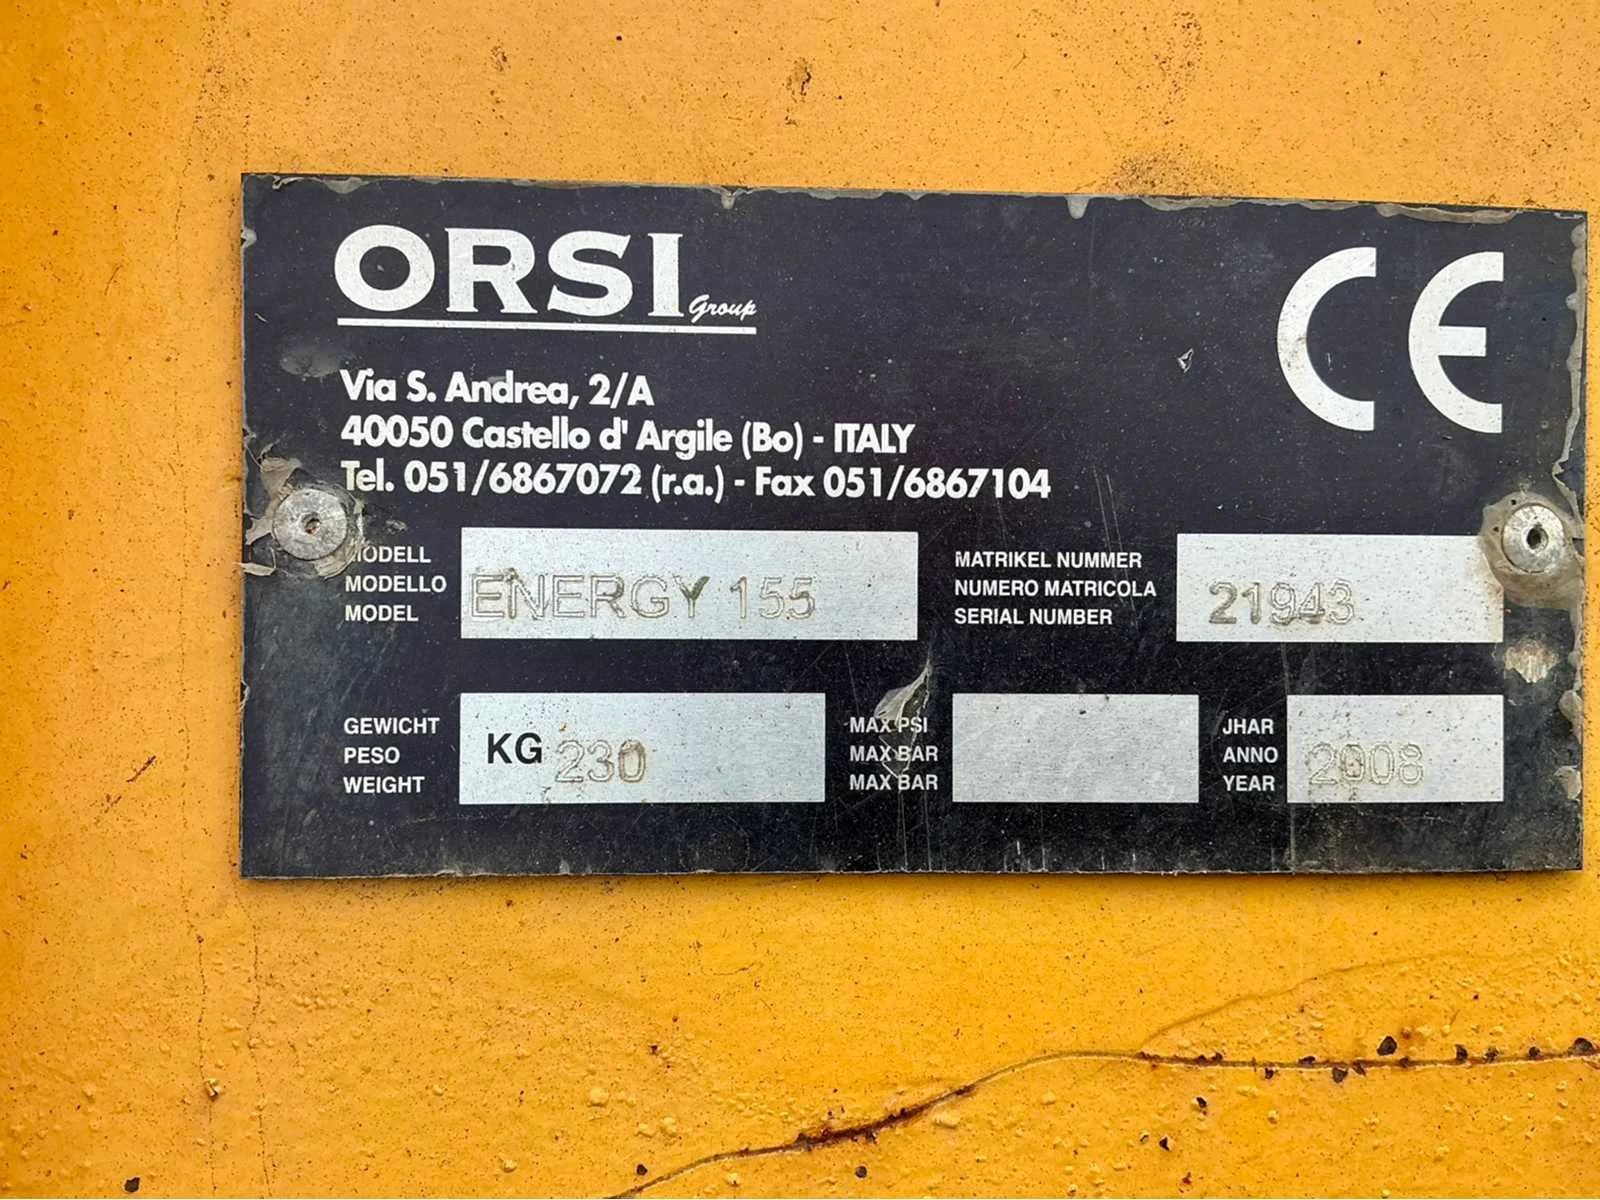 ORSI Group
CE
Via S. Andrea, 2/A
40050 Castello d' Argile (Bo) - ITALY
Tel. 051/6867072 (r.a.) - Fax 051/6867104
MODELL
MODELLO
MODEL
ENERGY 155
MATRIKEL NUMMER
NUMERO MATRICOLA
SERIAL NUMBER
21943
GEWICHT
PESO
WEIGHT
KG 230
MAX PSI
MAX BAR
MAX BAR
JHAR
ANNO
YEAR
2008